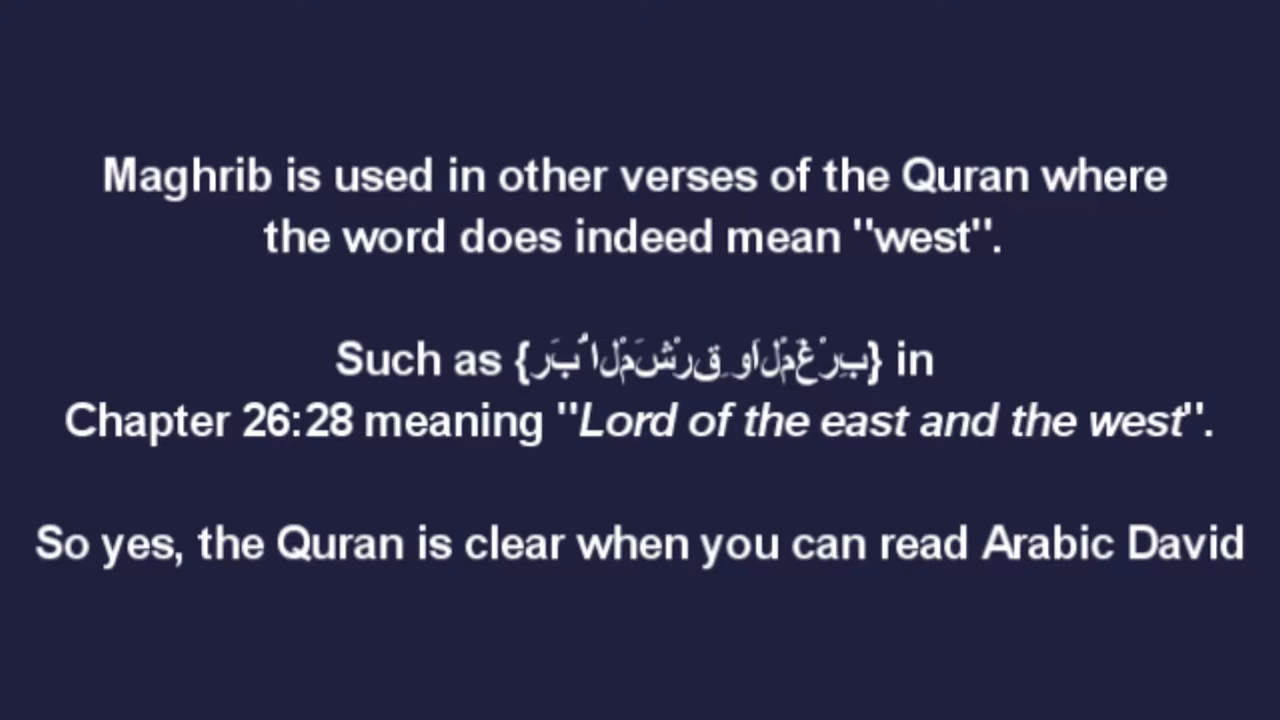 Maghrib is used in other verses of the Quran where
the word does indeed mean "west".
Such as {رَبُّ الْمَشْرِقِ وَالْمَغْرِبِ} in
Chapter 26:28 meaning "Lord of the east and the west".
So yes, the Quran is clear when you can read Arabic David